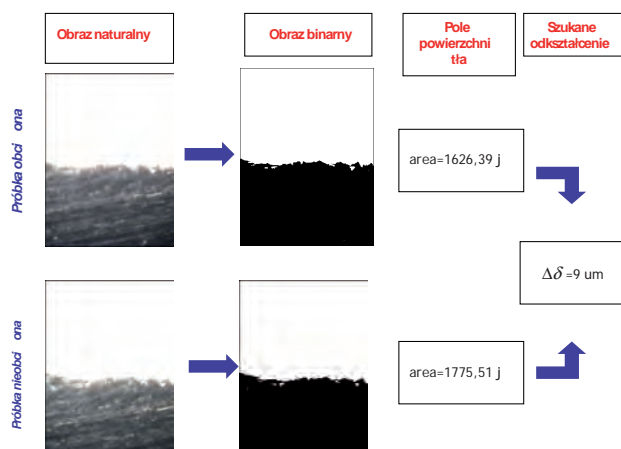 Obraz naturalny
Obraz binarny
Pole
powierzchni
tła
Szukane
odkształcenie
Próbka obci ona
area=1626,39 j
Δδ =9 um
Próbka nieobci ona
area=1775,51 j